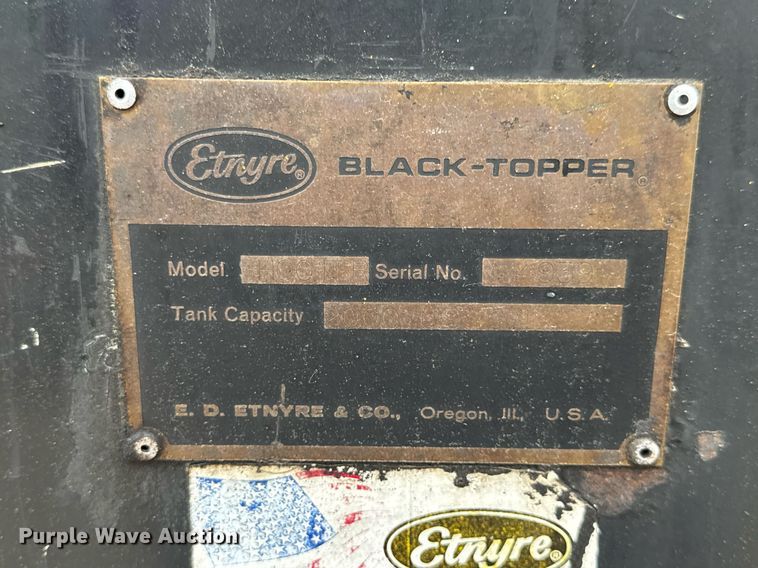 Etnyre® BLACK-TOPPER®
Model Serial No.
Tank Capacity
E. D. ETNYRE & CO., Oregon, Ill., U.S.A.
Etnyre®
Purple Wave Auction